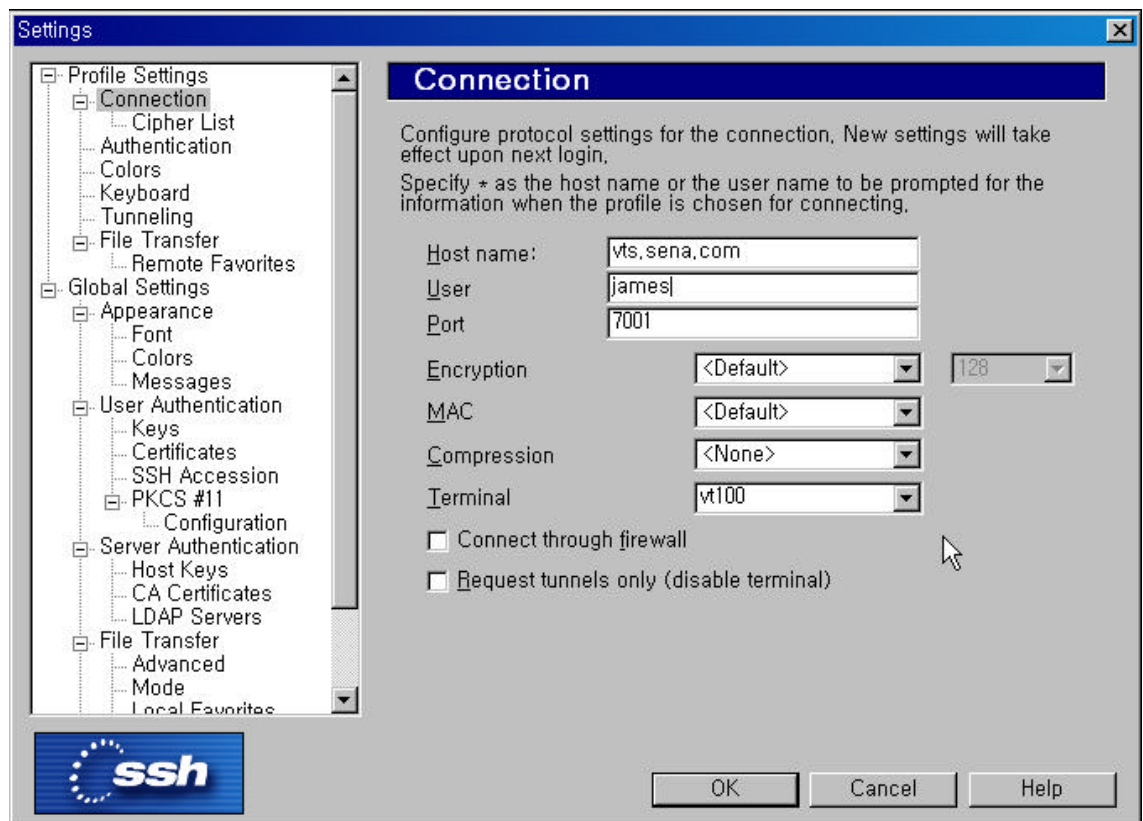 Settings
Profile Settings
Connection
Cipher List
Authentication
Colors
Keyboard
Tunneling
File Transfer
Remote Favorites
Global Settings
Appearance
Font
Colors
Messages
User Authentication
Keys
Certificates
SSH Accession
PKCS #11
Configuration
Server Authentication
Host Keys
CA Certificates
LDAP Servers
File Transfer
Advanced
Mode
Local Favorites
ssh
Connection
Configure protocol settings for the connection, New settings will take
effect upon next login,
Specify * as the host name or the user name to be prompted for the
information when the profile is chosen for connecting,
Host name: vts,sena,com
User james
Port 7001
Encryption <Default> 128
MAC <Default>
Compression <None>
Terminal vt100
Connect through firewall
Request tunnels only (disable terminal)
OK Cancel Help